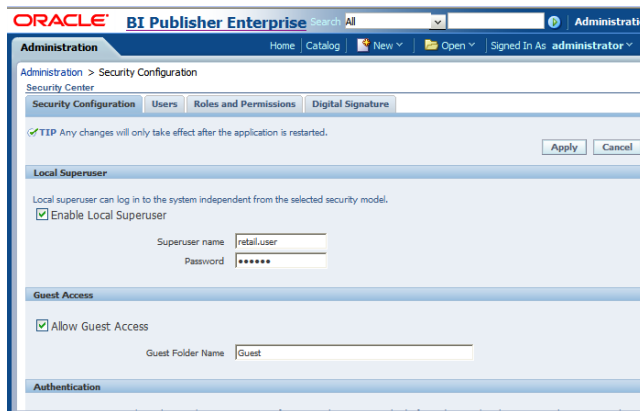 ORACLE BI Publisher Enterprise Search All Administrati
Administration Home Catalog New Open Signed In As administrator
Administration > Security Configuration
Security Center
Security Configuration Users Roles and Permissions Digital Signature
TIP Any changes will only take effect after the application is restarted.
Apply Cancel
Local Superuser
Local superuser can log in to the system independent from the selected security model.
Enable Local Superuser
Superuser name retail.user
Password ••••••
Guest Access
Allow Guest Access
Guest Folder Name Guest
Authentication